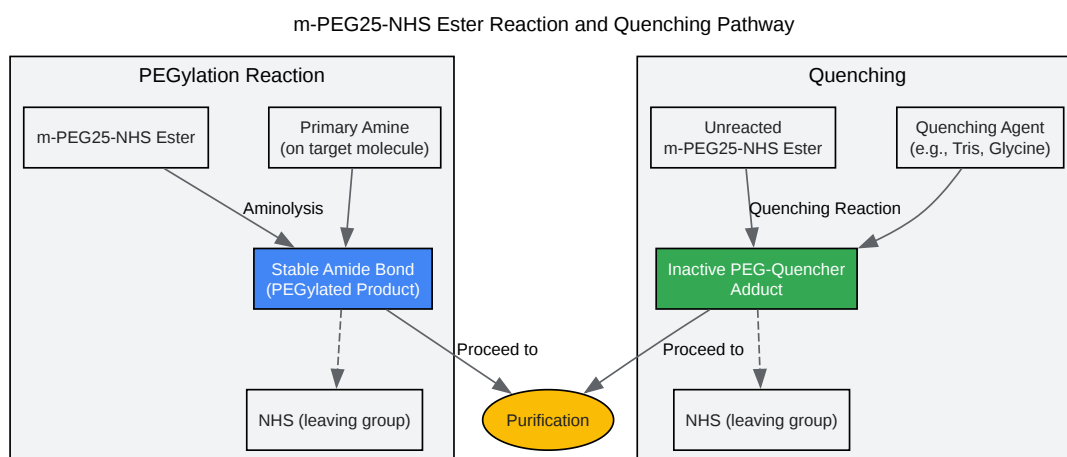 m-PEG25-NHS Ester Reaction and Quenching Pathway
PEGylation Reaction
m-PEG25-NHS Ester
Primary Amine
(on target molecule)
Aminolysis
Stable Amide Bond
(PEGylated Product)
Proceed to
NHS (leaving group)
Quenching
Unreacted
m-PEG25-NHS Ester
Quenching Agent
(e.g., Tris, Glycine)
Quenching Reaction
Inactive PEG-Quencher
Adduct
Proceed to
NHS (leaving group)
Purification